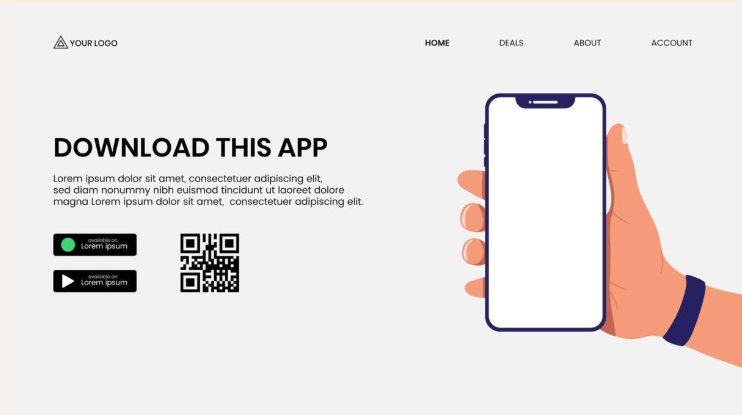 YOUR LOGO
HOME DEALS ABOUT ACCOUNT
DOWNLOAD THIS APP
Lorem ipsum dolor sit amet, consectetuer adipiscing elit,
sed diam nonummy nibh euismod tincidunt ut laoreet dolore
magna Lorem ipsum dolor sit amet, consectetuer adipiscing elit.
available on
Lorem ipsum
available on
Lorem ipsum